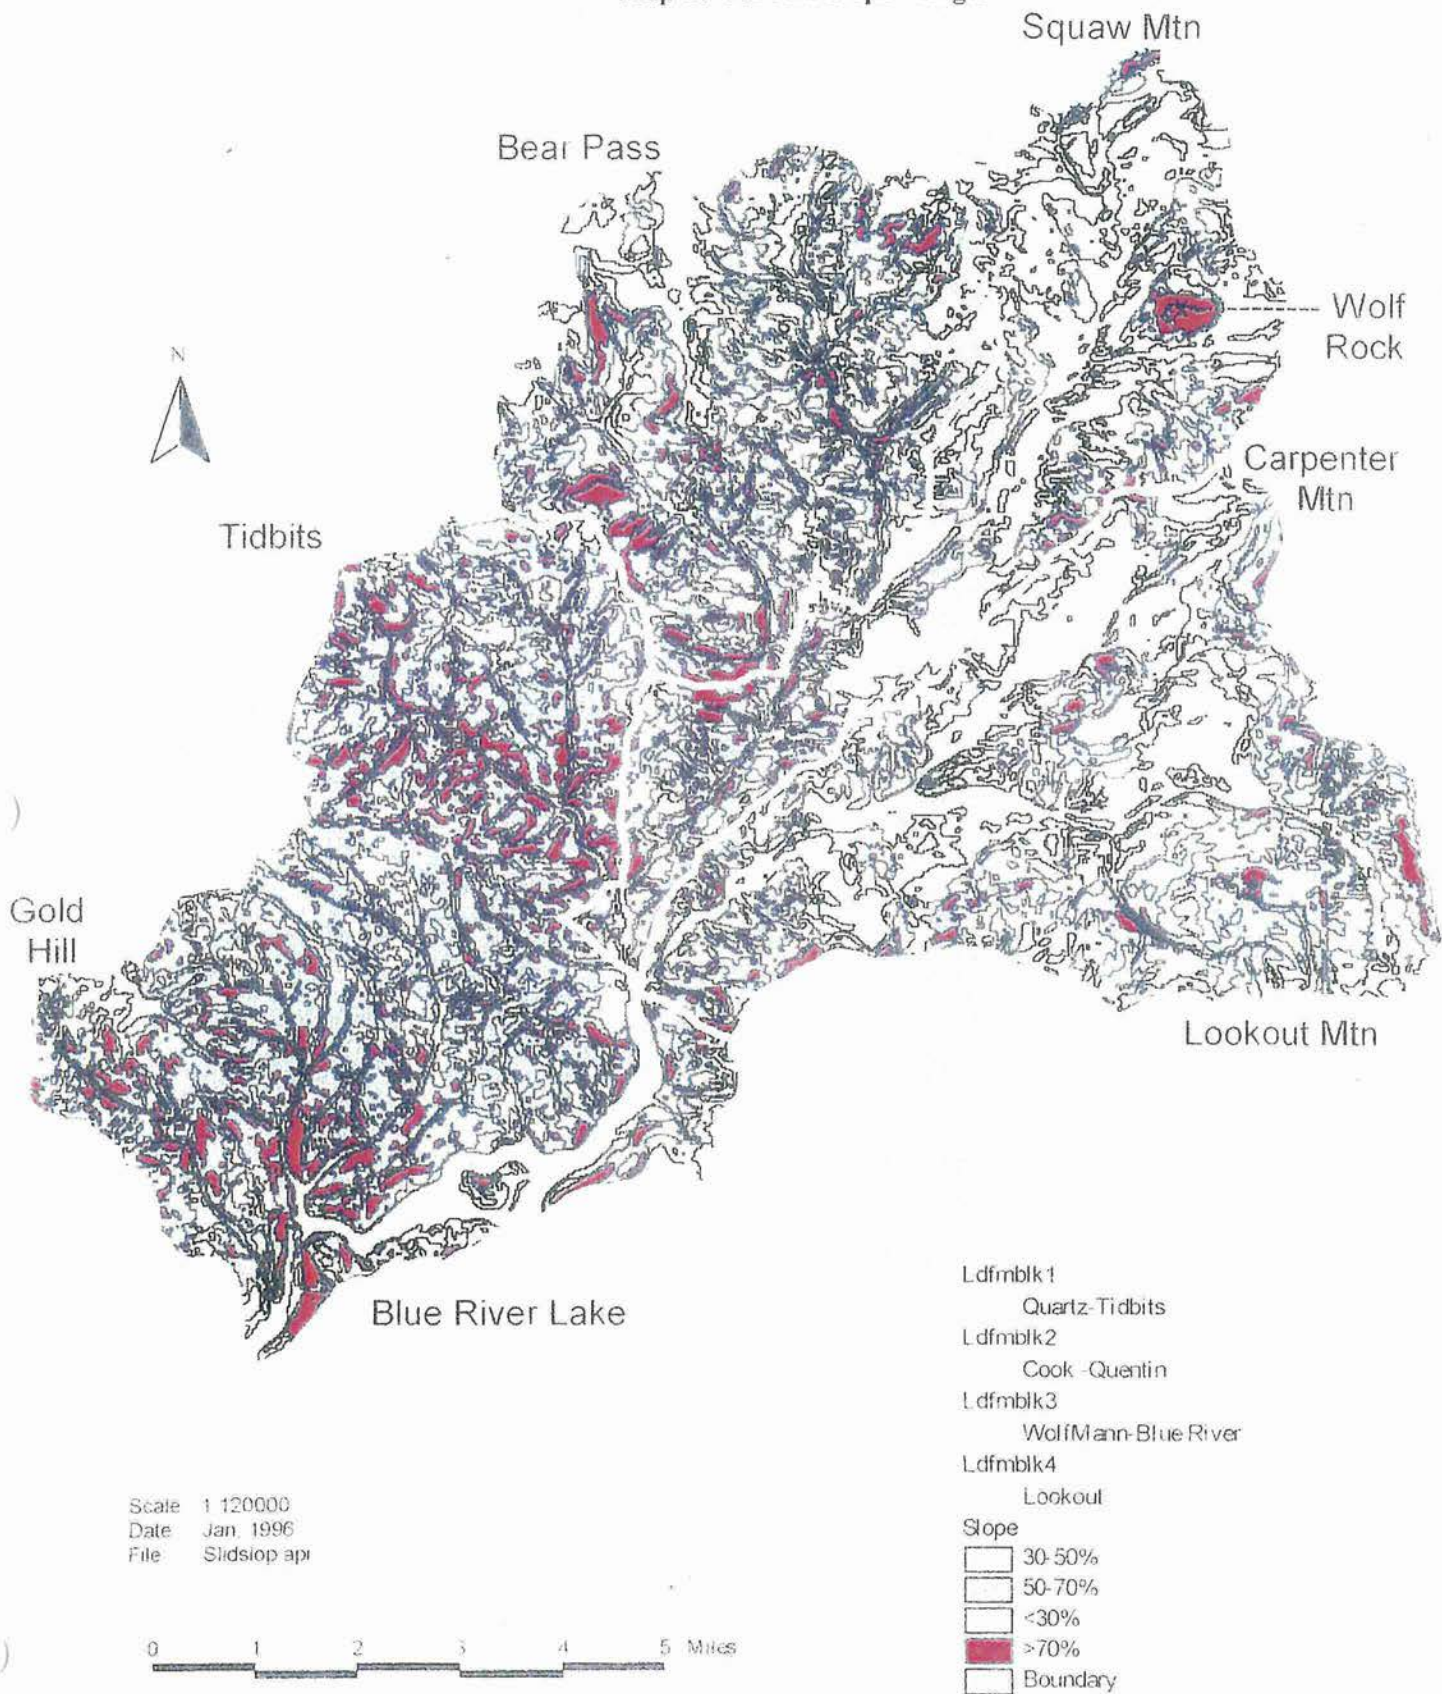 Squaw Mtn
Bear Pass
Wolf
Rock
N
Carpenter
Mtn
Tidbits
Gold
Hill
Lookout Mtn
Blue River Lake
Ldfmblk1
Quartz-Tidbits
Ldfmblk2
Cook -Quentin
Ldfmblk3
WolfMann-Blue River
Ldfmblk4
Lookout
Slope
30-50%
50-70%
<30%
>70%
Boundary
Scale 1 120000
Date Jan, 1996
File Slidslop apr
0 1 2 3 4 5 Miles